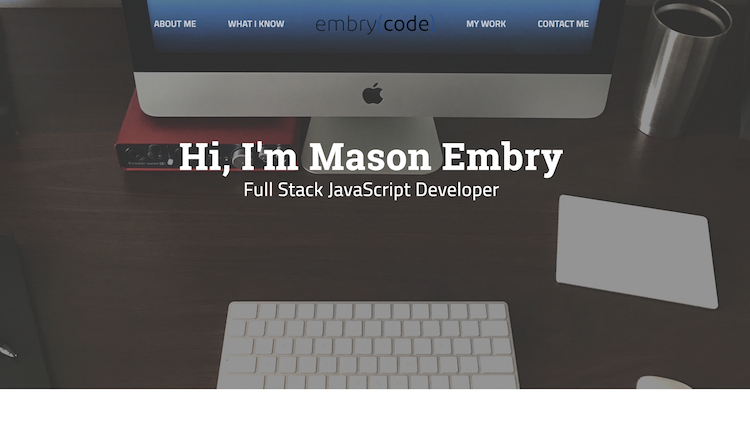 ABOUT ME
WHAT I KNOW
embry(code)
MY WORK
CONTACT ME
Hi, I'm Mason Embry
Full Stack JavaScript Developer